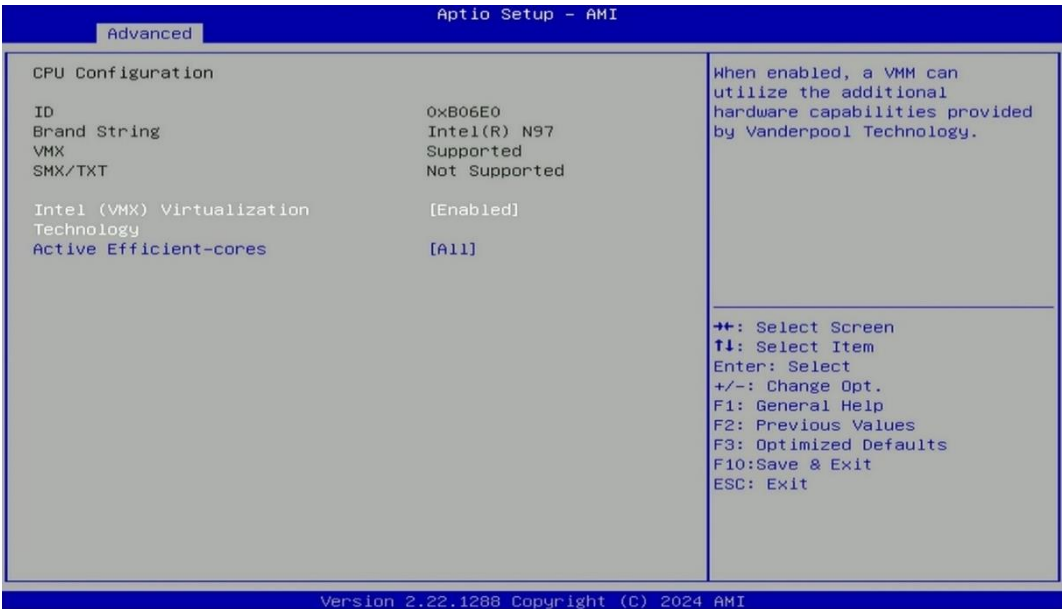 Aptio Setup – AMI
Advanced
CPU Configuration
ID 0xB06E0
Brand String Intel(R) N97
VMX Supported
SMX/TXT Not Supported
Intel (VMX) Virtualization [Enabled]
Technology
Active Efficient-cores [All]
When enabled, a VMM can
utilize the additional
hardware capabilities provided
by Vanderpool Technology.
→←: Select Screen
↑↓: Select Item
Enter: Select
+/-: Change Opt.
F1: General Help
F2: Previous Values
F3: Optimized Defaults
F10:Save & Exit
ESC: Exit
Version 2.22.1288 Copyright (C) 2024 AMI